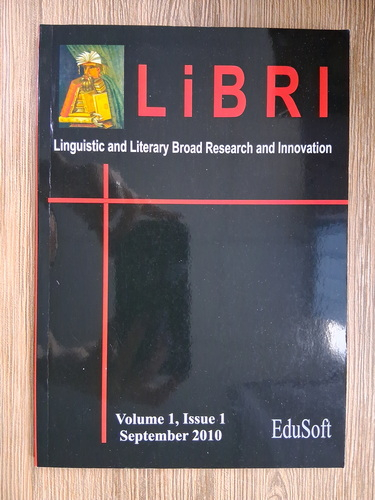 LiBRI
Linguistic and Literary Broad Research and Innovation
Volume 1, Issue 1
September 2010
EduSoft